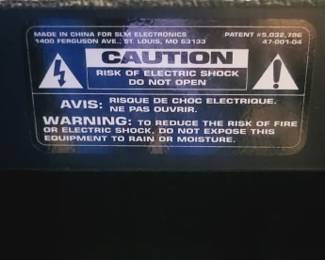 MADE IN CHINA FOR SLM ELECTRONICS
PATENT #5,032,796
1400 FERGUSON AVE., ST. LOUIS, MO 63133
47-001-04
CAUTION
RISK OF ELECTRIC SHOCK
DO NOT OPEN
AVIS: RISQUE DE CHOC ELECTRIQUE.
NE PAS OUVRIR.
WARNING: TO REDUCE THE RISK OF FIRE
OR ELECTRIC SHOCK, DO NOT EXPOSE THIS
EQUIPMENT TO RAIN OR MOISTURE.